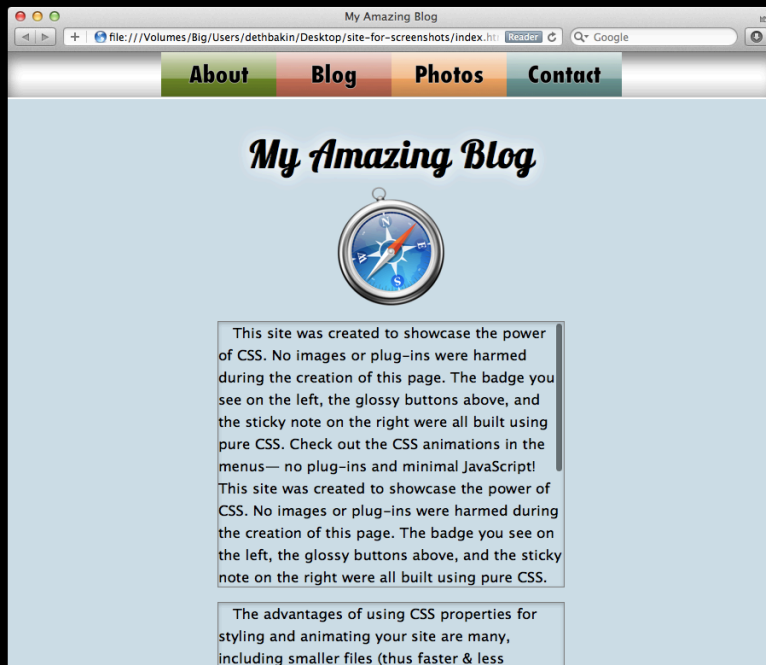 My Amazing Blog
file:///Volumes/Big/Users/dethbakin/Desktop/site-for-screenshots/index.ht
Reader
Google
About
Blog
Photos
Contact
My Amazing Blog
N
E
S
W
This site was created to showcase the power
of CSS. No images or plug-ins were harmed
during the creation of this page. The badge you
see on the left, the glossy buttons above, and
the sticky note on the right were all built using
pure CSS. Check out the CSS animations in the
menus— no plug-ins and minimal JavaScript!
This site was created to showcase the power of
CSS. No images or plug-ins were harmed during
the creation of this page. The badge you see on
the left, the glossy buttons above, and the sticky
note on the right were all built using pure CSS.
The advantages of using CSS properties for
styling and animating your site are many,
including smaller files (thus faster & less